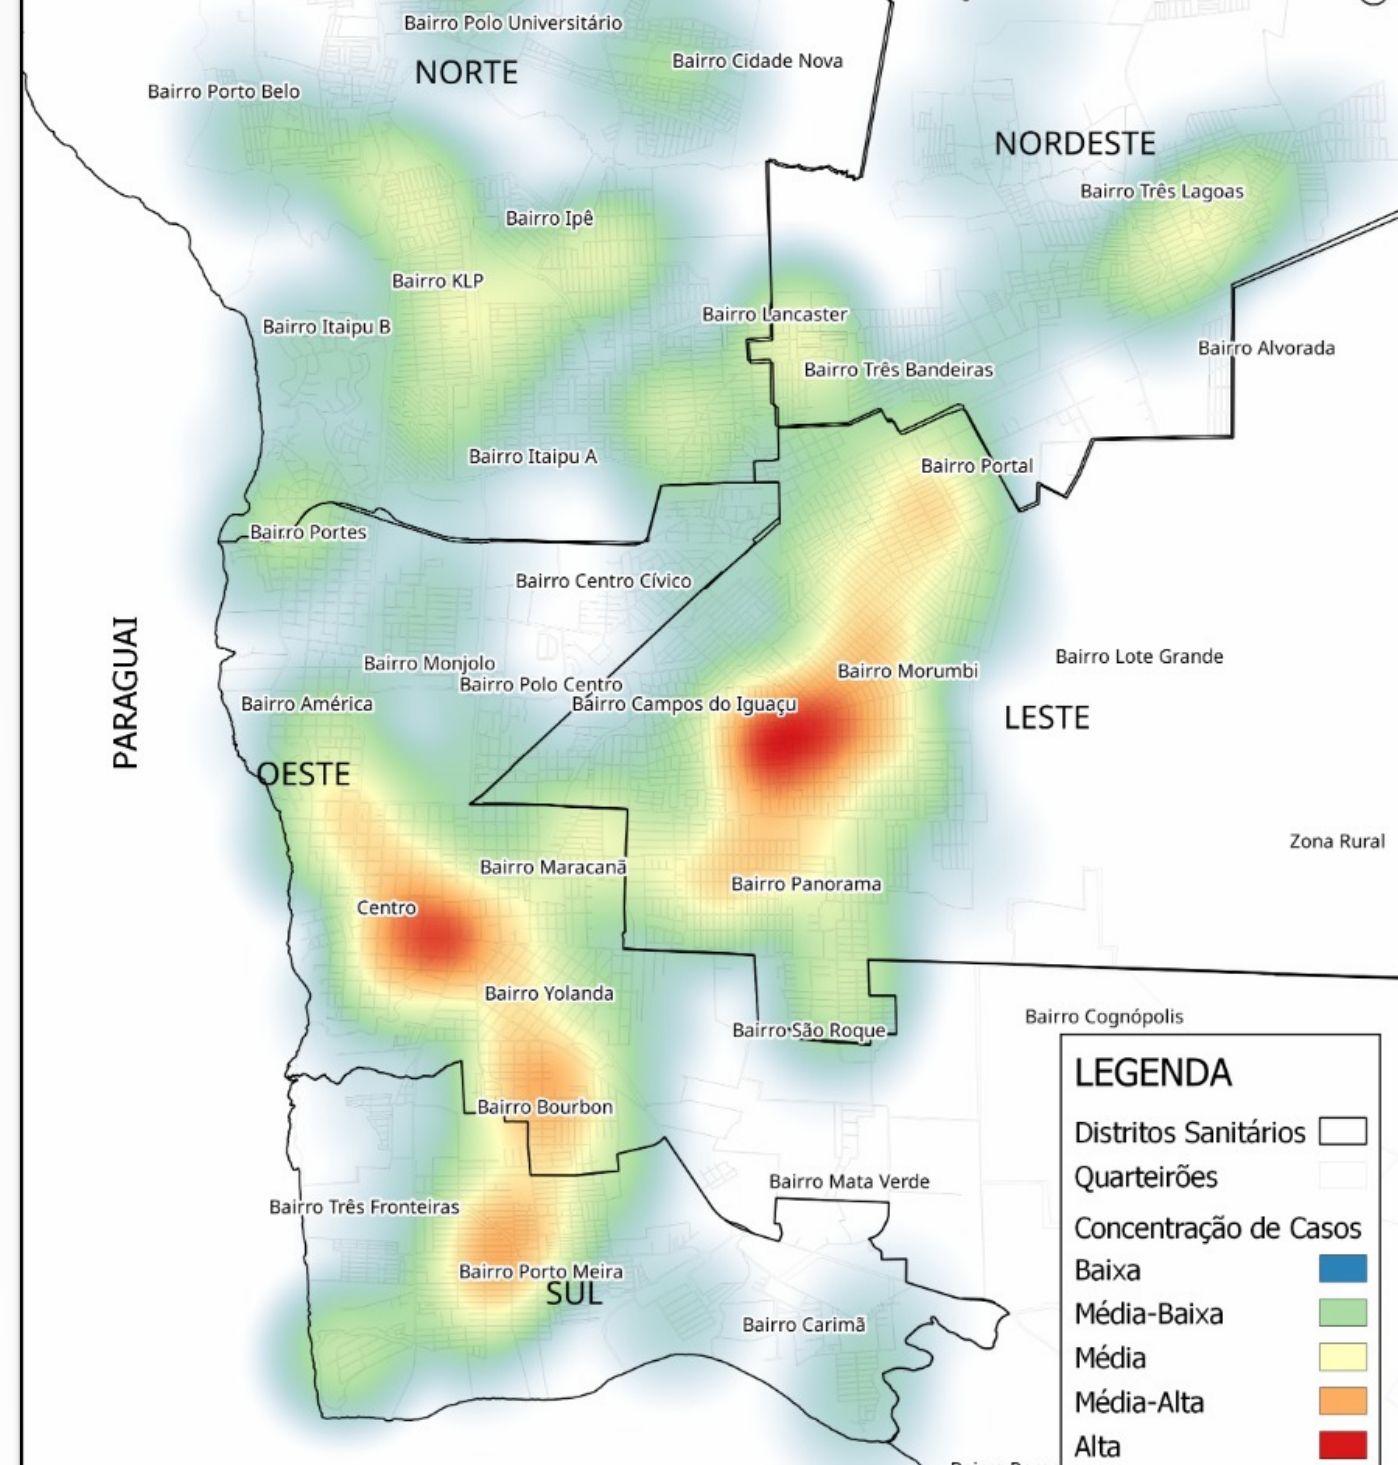 Bairro Polo Universitário
Bairro Cidade Nova
NORTE
Bairro Porto Belo
NORDESTE
Bairro Três Lagoas
Bairro Ipê
Bairro KLP
Bairro Itaipu B
Bairro Lancaster
Bairro Alvorada
Bairro Três Bandeiras
Bairro Itaipu A
Bairro Portal
Bairro Portes
Bairro Centro Cívico
PARAGUAI
Bairro Monjolo
Bairro Morumbi
Bairro Lote Grande
Bairro Polo Centro
Bairro América
Bairro Campos do Iguaçu
LESTE
OESTE
Zona Rural
Bairro Maracanã
Bairro Panorama
Centro
Bairro Yolanda
Bairro São Roque
Bairro Cognópolis
Bairro Bourbon
Bairro Mata Verde
Bairro Três Fronteiras
Bairro Porto Meira
SUL
Bairro Carimã
LEGENDA
Distritos Sanitários
Quarteirões
Concentração de Casos
Baixa
Média-Baixa
Média
Média-Alta
Alta